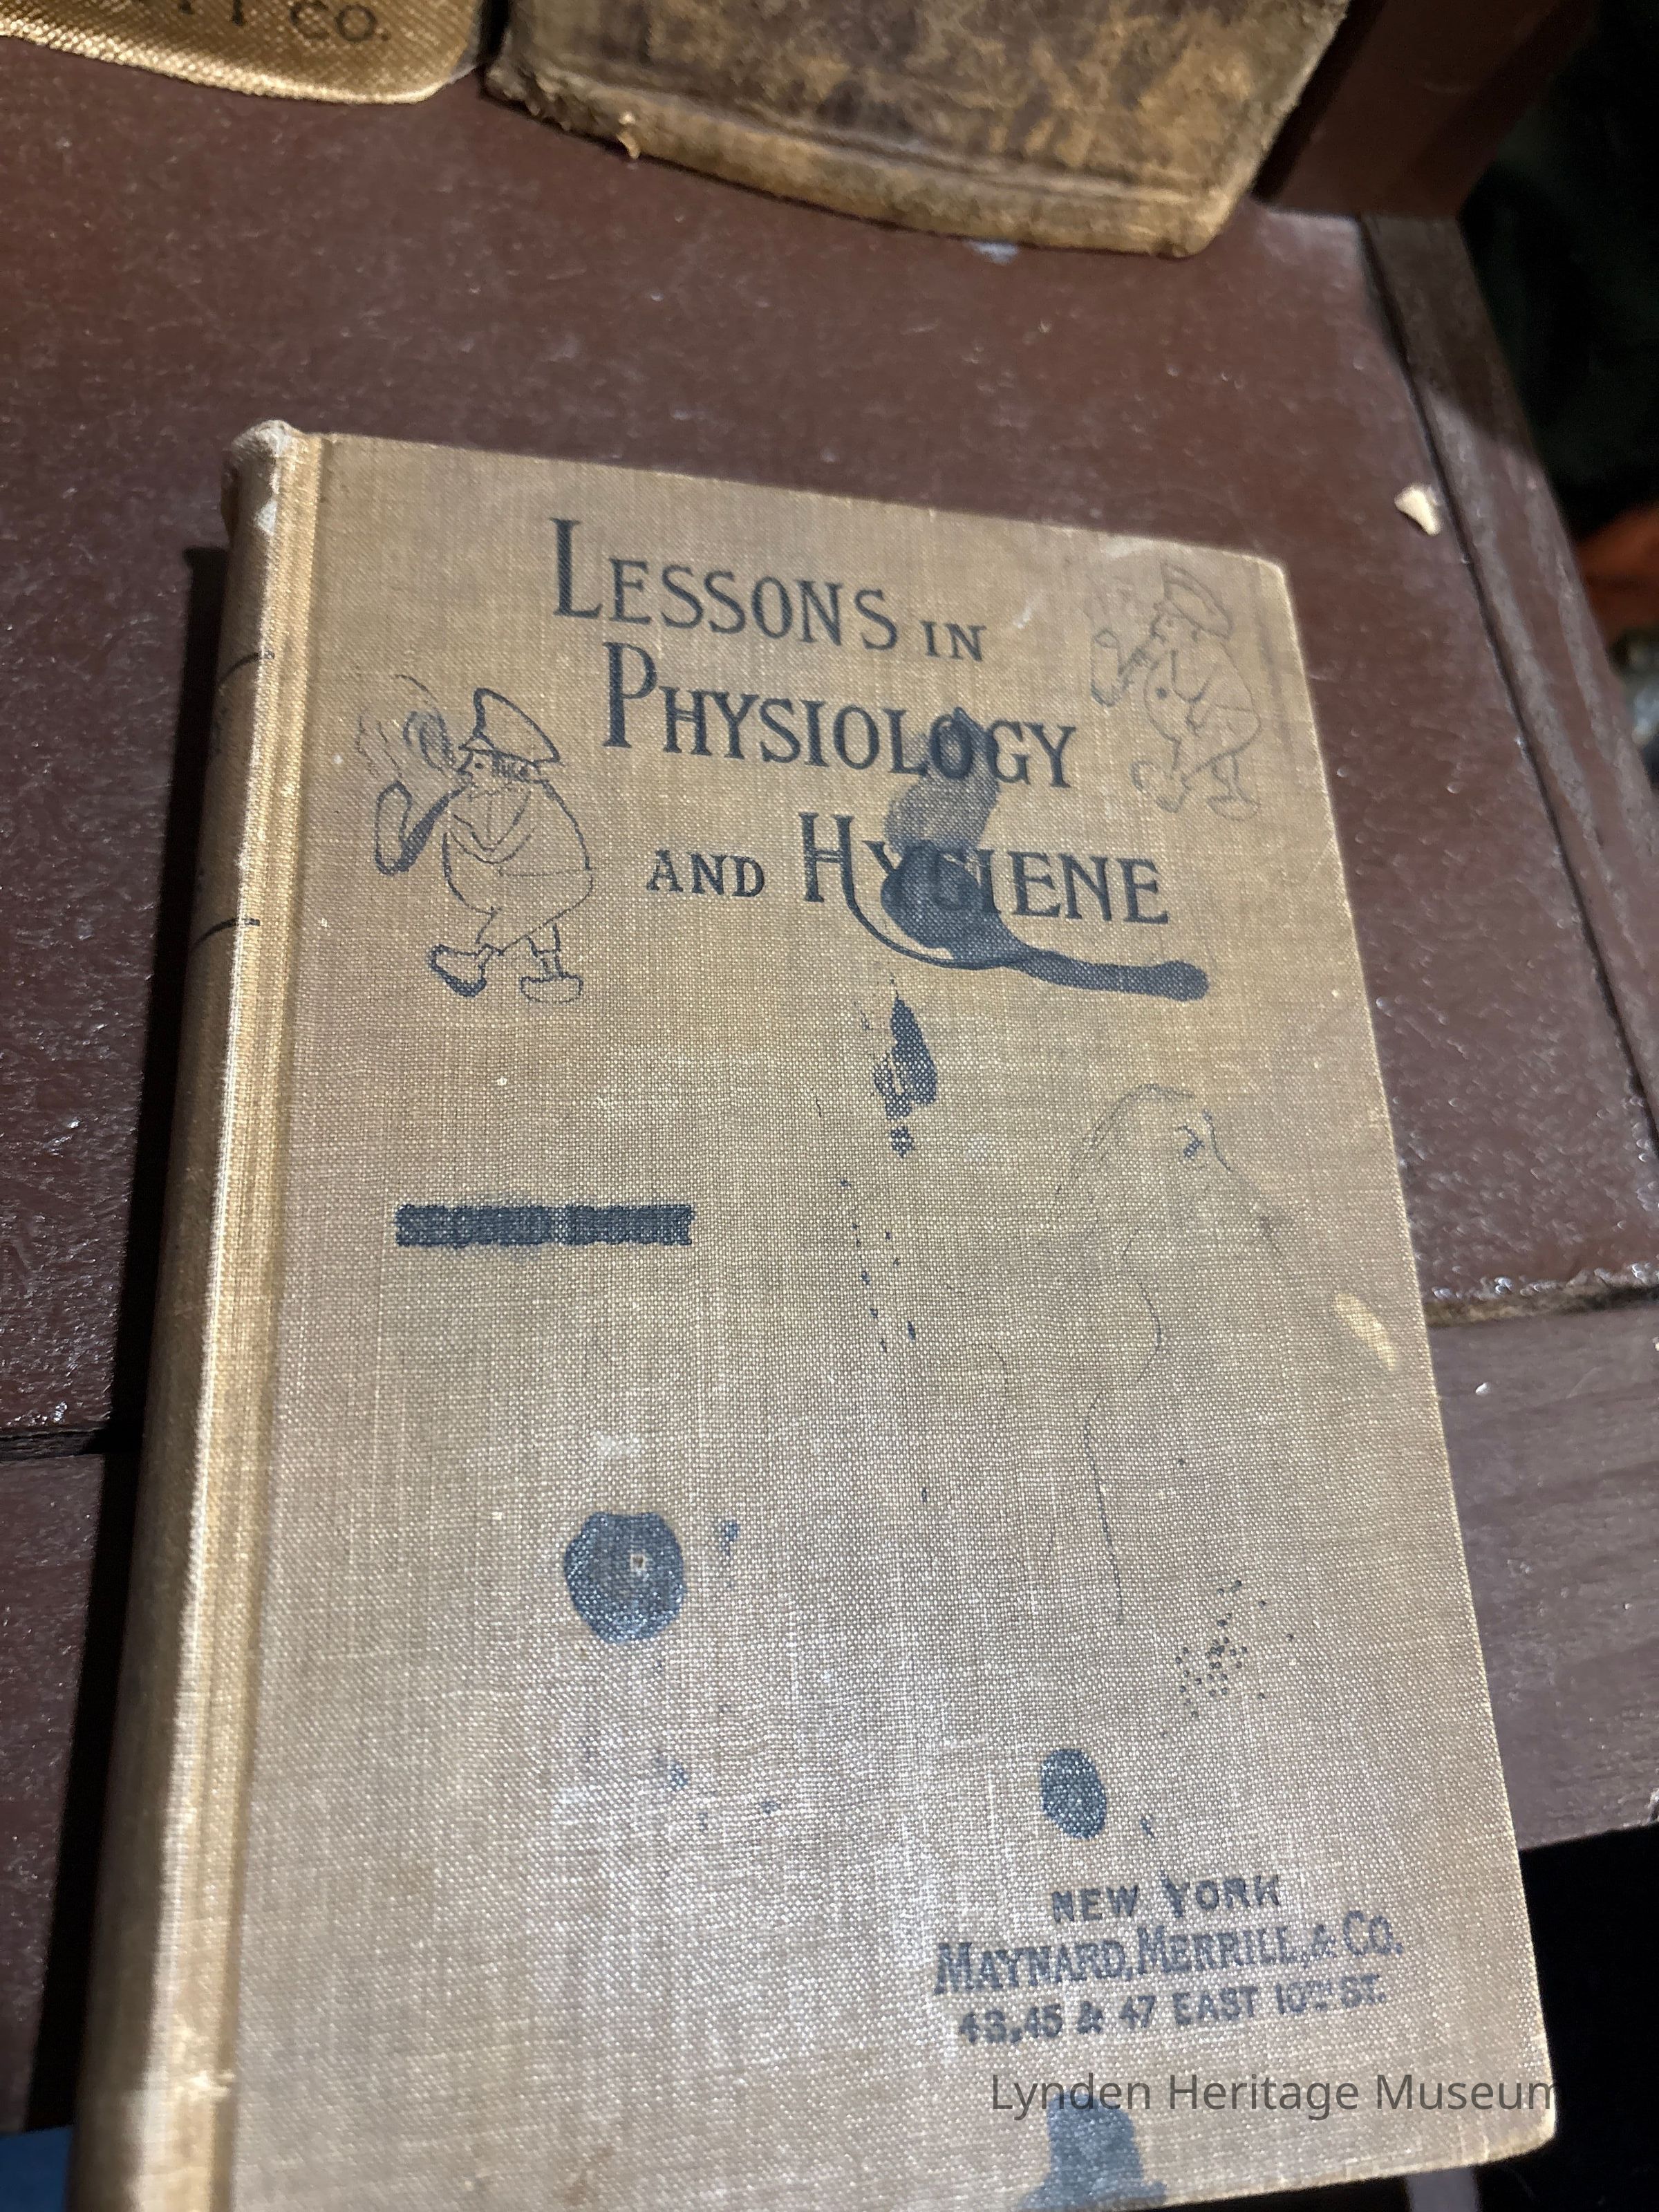 CO.
LESSONS IN
PHYSIOLOGY
AND HYGIENE
SECOND BOOK
NEW YORK
MAYNARD, MERRILL, & CO.
43, 45 & 47 EAST 10TH ST.
Lynden Heritage Museum